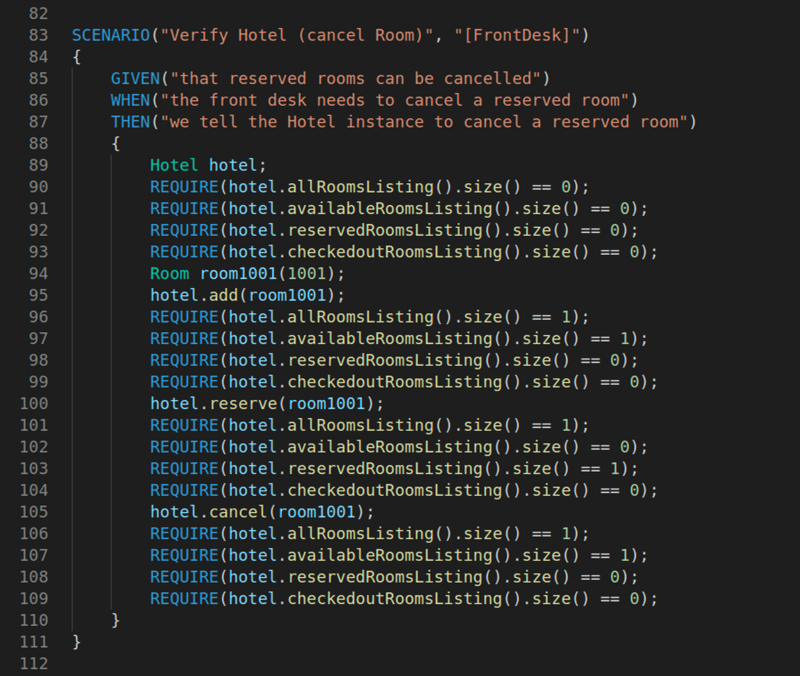 82
83 SCENARIO("Verify Hotel (cancel Room)", "[FrontDesk]")
84 {
85     GIVEN("that reserved rooms can be cancelled")
86     WHEN("the front desk needs to cancel a reserved room")
87     THEN("we tell the Hotel instance to cancel a reserved room")
88     {
89         Hotel hotel;
90         REQUIRE(hotel.allRoomsListing().size() == 0);
91         REQUIRE(hotel.availableRoomsListing().size() == 0);
92         REQUIRE(hotel.reservedRoomsListing().size() == 0);
93         REQUIRE(hotel.checkedoutRoomsListing().size() == 0);
94         Room room1001(1001);
95         hotel.add(room1001);
96         REQUIRE(hotel.allRoomsListing().size() == 1);
97         REQUIRE(hotel.availableRoomsListing().size() == 1);
98         REQUIRE(hotel.reservedRoomsListing().size() == 0);
99         REQUIRE(hotel.checkedoutRoomsListing().size() == 0);
100         hotel.reserve(room1001);
101         REQUIRE(hotel.allRoomsListing().size() == 1);
102         REQUIRE(hotel.availableRoomsListing().size() == 0);
103         REQUIRE(hotel.reservedRoomsListing().size() == 1);
104         REQUIRE(hotel.checkedoutRoomsListing().size() == 0);
105         hotel.cancel(room1001);
106         REQUIRE(hotel.allRoomsListing().size() == 1);
107         REQUIRE(hotel.availableRoomsListing().size() == 1);
108         REQUIRE(hotel.reservedRoomsListing().size() == 0);
109         REQUIRE(hotel.checkedoutRoomsListing().size() == 0);
110     }
111 }
112